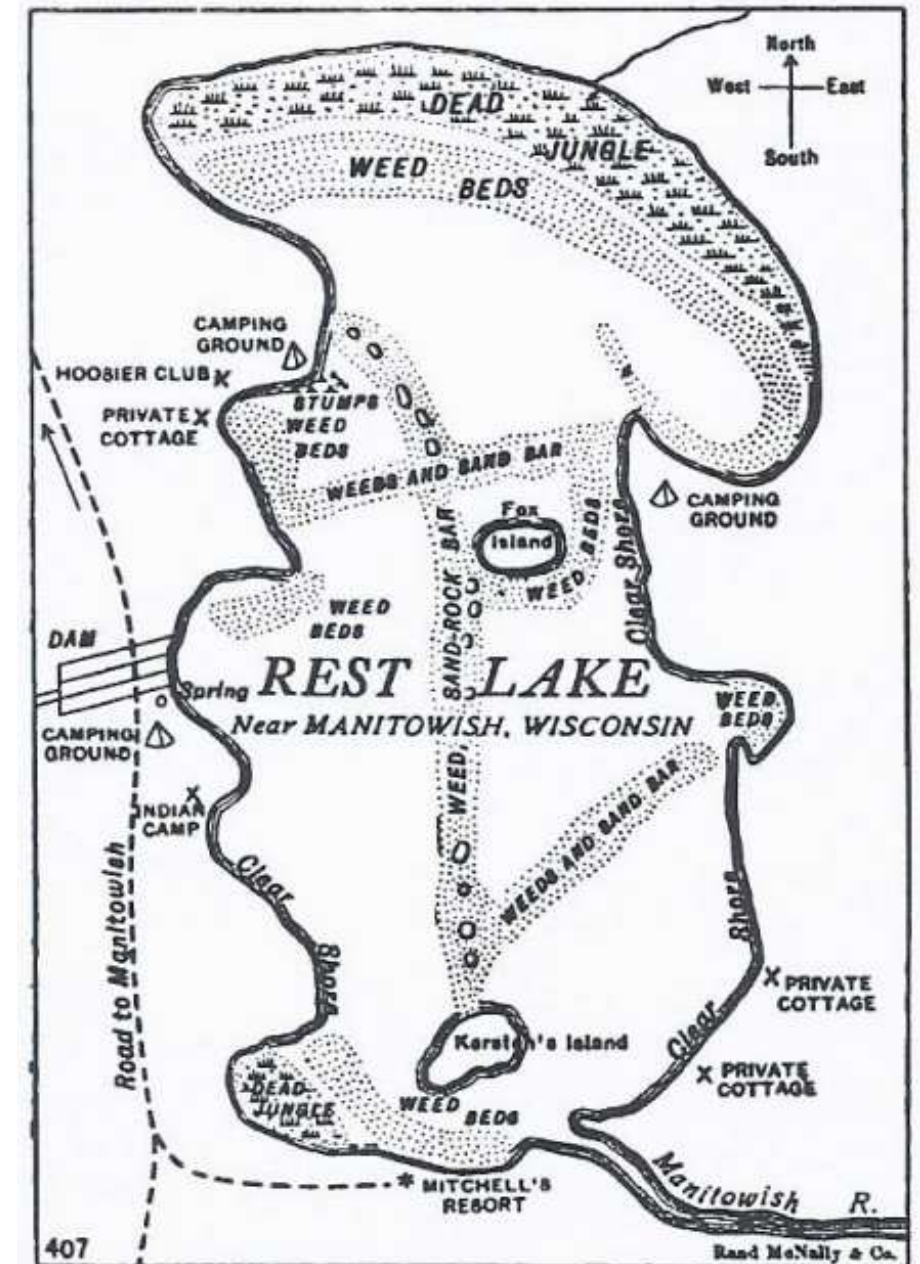 North
West
East
South
DEAD
JUNGLE
WEED
BEDS
CAMPING
GROUND
HOOSIER CLUB
PRIVATE
COTTAGE
STUMPS
WEED
BEDS
WEEDS AND SAND BAR
Fox
Island
WEED BEDS
CAMPING
GROUND
Clear Shore
WEED
BEDS
DAM
Spring
REST LAKE
Near MANITOWISH, WISCONSIN
WEED
BEDS
CAMPING
GROUND
WEED, SAND-ROCK BAR
INDIAN
CAMP
WEEDS AND SAND BAR
Clear Shore
Road to Manitowish
Clear Shore
PRIVATE
COTTAGE
Kersten's Island
PRIVATE
COTTAGE
DEAD
JUNGLE
WEED
BEDS
MITCHELL'S
RESORT
Manitowish R.
407
Rand McNally & Co.